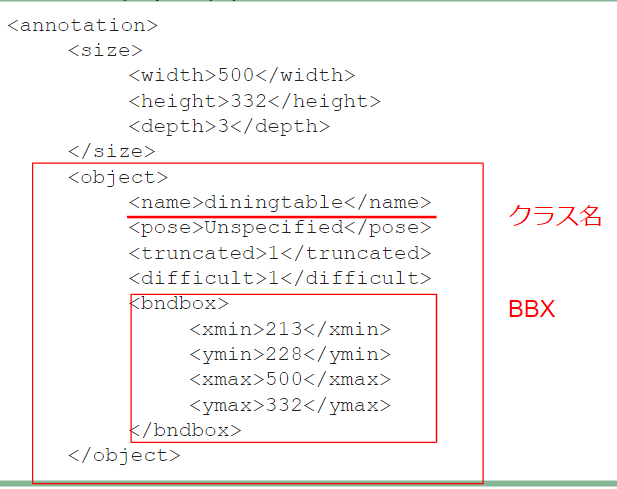 <annotation>
<size>
<width>500</width>
<height>332</height>
<depth>3</depth>
</size>
<object>
<name>diningtable</name>
クラス名
<pose>Unspecified</pose>
<truncated>1</truncated>
<difficult>1</difficult>
<bndbox>
BBX
<xmin>213</xmin>
<ymin>228</ymin>
<xmax>500</xmax>
<ymax>332</ymax>
</bndbox>
</object>